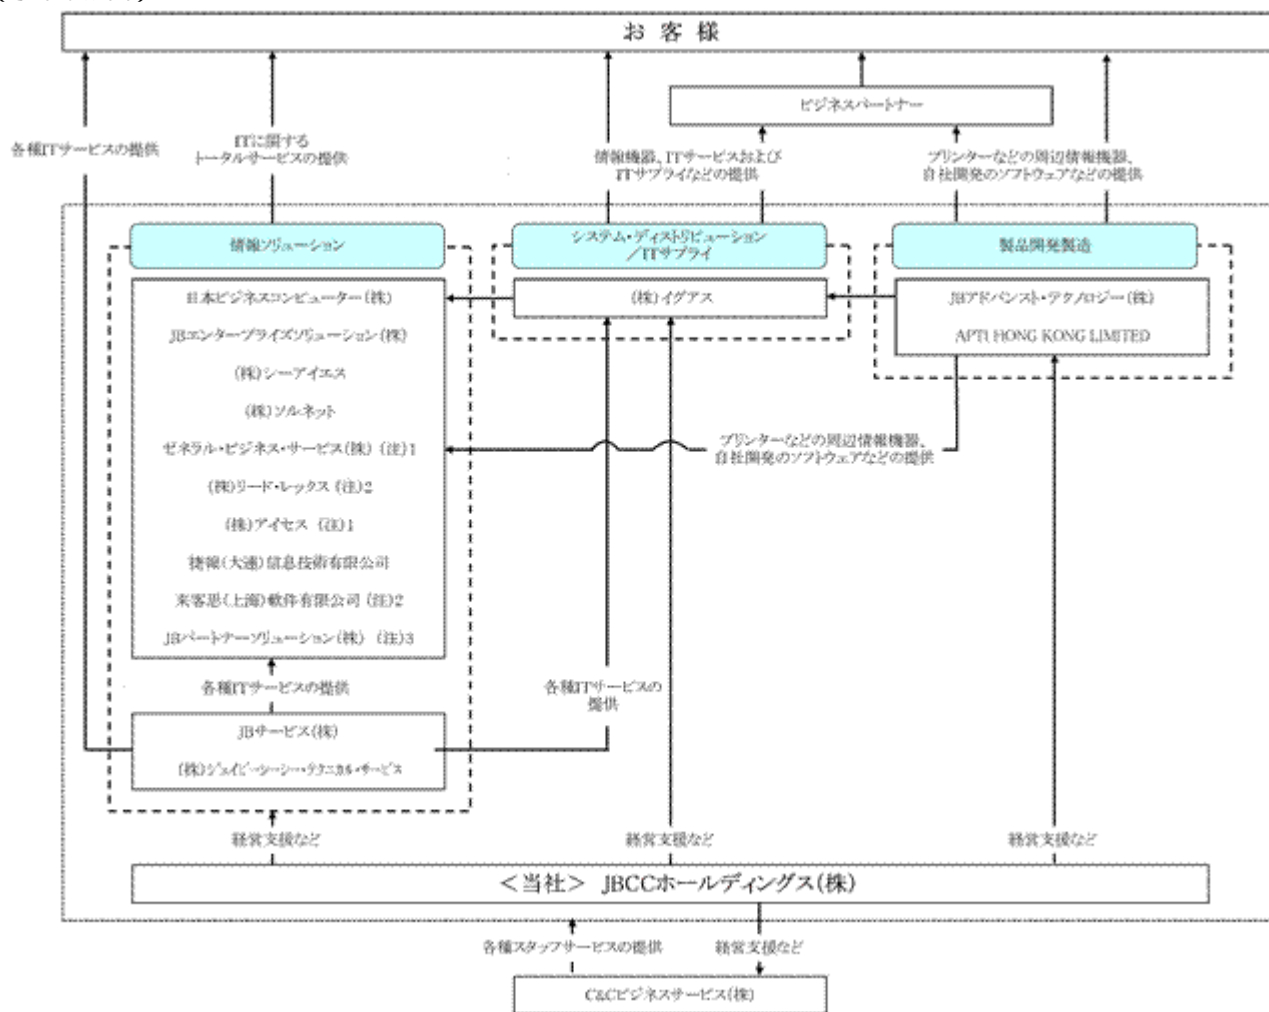 お 客 様
ビジネスパートナー
各種ITサービスの提供
ITに関する
トータルサービスの提供
情報機器、ITサービスおよび
ITサプライなどの提供
プリンターなどの周辺情報機器、
自社開発のソフトウェアなどの提供
情報ソリューション
システム・ディストリビューション
／ITサプライ
製品開発製造
日本ビジネスコンピューター(株)
JBエンタープライズソリューション(株)
(株)シーアイエス
(株)ソルネット
ゼネラル・ビジネス・サービス(株) (注)1
(株)リード・レックス (注)2
(株)アイセス (注)1
捷報(大連)信息技術有限公司
来客思(上海)軟件有限公司 (注)2
JBパートナーソリューション(株) (注)3
(株)イグアス
JBアドバンスト・テクノロジー(株)
APTi HONG KONG LIMITED
プリンターなどの周辺情報機器、
自社開発のソフトウェアなどの提供
各種ITサービスの提供
各種ITサービスの
提供
JBサービス(株)
(株)ジェイビーシーシー・テクニカル・サービス
経営支援など
経営支援など
経営支援など
＜当社＞ JBCCホールディングス(株)
各種スタッフサービスの提供
経営支援など
C&Cビジネスサービス(株)